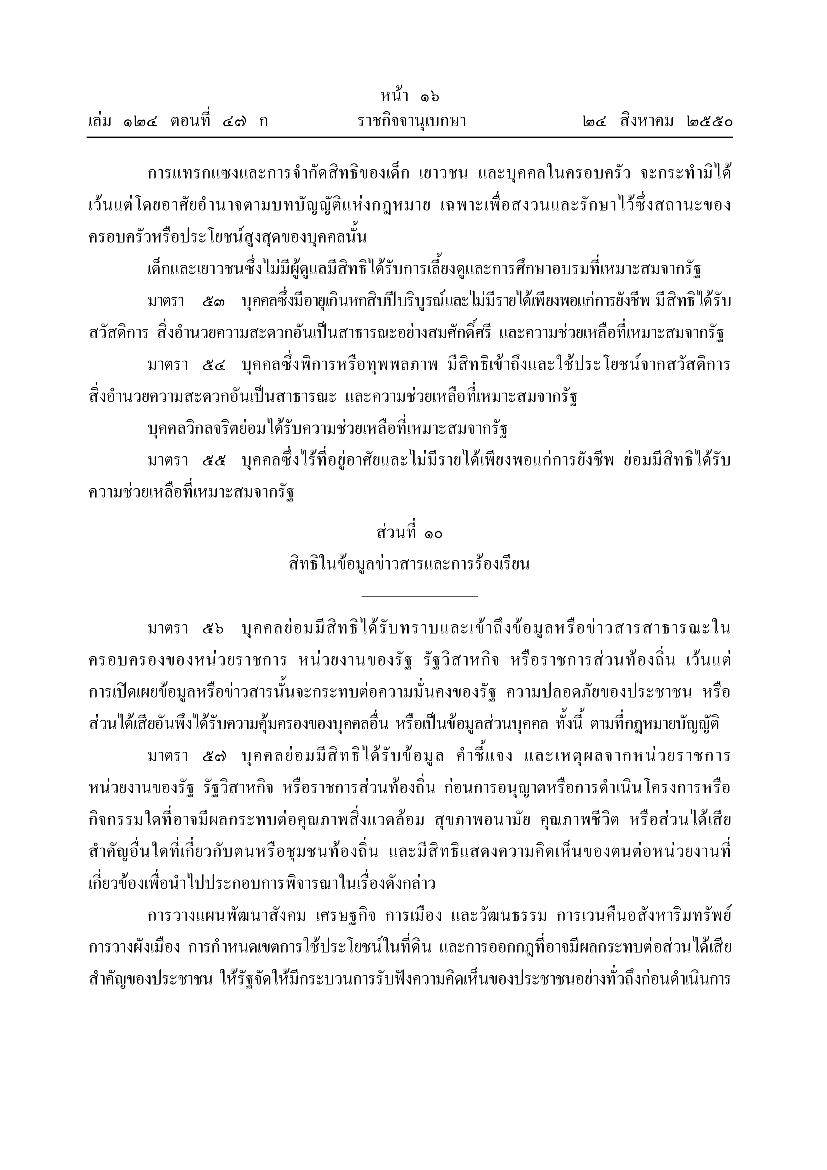 หน้า ๑๖
เล่ม ๑๒๔ ตอนที่ ๔๗ ก ราชกิจจานุเบกษา ๒๔ สิงหาคม ๒๕๕๐
การแทรกแซงและการจำกัดสิทธิของเด็ก เยาวชน และบุคคลในครอบครัว จะกระทำมิได้
เว้นแต่โดยอาศัยอำนาจตามบทบัญญัติแห่งกฎหมาย เฉพาะเพื่อสงวนและรักษาไว้ซึ่งสถานะของ
ครอบครัวหรือประโยชน์สูงสุดของบุคคลนั้น
เด็กและเยาวชนซึ่งไม่มีผู้ดูแลมีสิทธิได้รับการเลี้ยงดูและการศึกษาอบรมที่เหมาะสมจากรัฐ
มาตรา ๕๓ บุคคลซึ่งมีอายุเกินหกสิบปีบริบูรณ์และไม่มีรายได้เพียงพอแก่การยังชีพ มีสิทธิได้รับ
สวัสดิการ สิ่งอำนวยความสะดวกอันเป็นสาธารณะอย่างสมศักดิ์ศรี และความช่วยเหลือที่เหมาะสมจากรัฐ
มาตรา ๕๔ บุคคลซึ่งพิการหรือทุพพลภาพ มีสิทธิเข้าถึงและใช้ประโยชน์จากสวัสดิการ
สิ่งอำนวยความสะดวกอันเป็นสาธารณะ และความช่วยเหลือที่เหมาะสมจากรัฐ
บุคคลวิกลจริตย่อมได้รับความช่วยเหลือที่เหมาะสมจากรัฐ
มาตรา ๕๕ บุคคลซึ่งไร้ที่อยู่อาศัยและไม่มีรายได้เพียงพอแก่การยังชีพ ย่อมมีสิทธิได้รับ
ความช่วยเหลือที่เหมาะสมจากรัฐ
ส่วนที่ ๑๐
สิทธิในข้อมูลข่าวสารและการร้องเรียน
มาตรา ๕๖ บุคคลย่อมมีสิทธิได้รับทราบและเข้าถึงข้อมูลหรือข่าวสารสาธารณะใน
ครอบครองของหน่วยราชการ หน่วยงานของรัฐ รัฐวิสาหกิจ หรือราชการส่วนท้องถิ่น เว้นแต่
การเปิดเผยข้อมูลหรือข่าวสารนั้นจะกระทบต่อความมั่นคงของรัฐ ความปลอดภัยของประชาชน หรือ
ส่วนได้เสียอันพึงได้รับความคุ้มครองของบุคคลอื่น หรือเป็นข้อมูลส่วนบุคคล ทั้งนี้ ตามที่กฎหมายบัญญัติ
มาตรา ๕๗ บุคคลย่อมมีสิทธิได้รับข้อมูล คำชี้แจง และเหตุผลจากหน่วยราชการ
หน่วยงานของรัฐ รัฐวิสาหกิจ หรือราชการส่วนท้องถิ่น ก่อนการอนุญาตหรือการดำเนินโครงการหรือ
กิจกรรมใดที่อาจมีผลกระทบต่อคุณภาพสิ่งแวดล้อม สุขภาพอนามัย คุณภาพชีวิต หรือส่วนได้เสีย
สำคัญอื่นใดที่เกี่ยวกับตนหรือชุมชนท้องถิ่น และมีสิทธิแสดงความคิดเห็นของตนต่อหน่วยงานที่
เกี่ยวข้องเพื่อนำไปประกอบการพิจารณาในเรื่องดังกล่าว
การวางแผนพัฒนาสังคม เศรษฐกิจ การเมือง และวัฒนธรรม การเวนคืนอสังหาริมทรัพย์
การวางผังเมือง การกำหนดเขตการใช้ประโยชน์ในที่ดิน และการออกกฎที่อาจมีผลกระทบต่อส่วนได้เสีย
สำคัญของประชาชน ให้รัฐจัดให้มีกระบวนการรับฟังความคิดเห็นของประชาชนอย่างทั่วถึงก่อนดำเนินการ